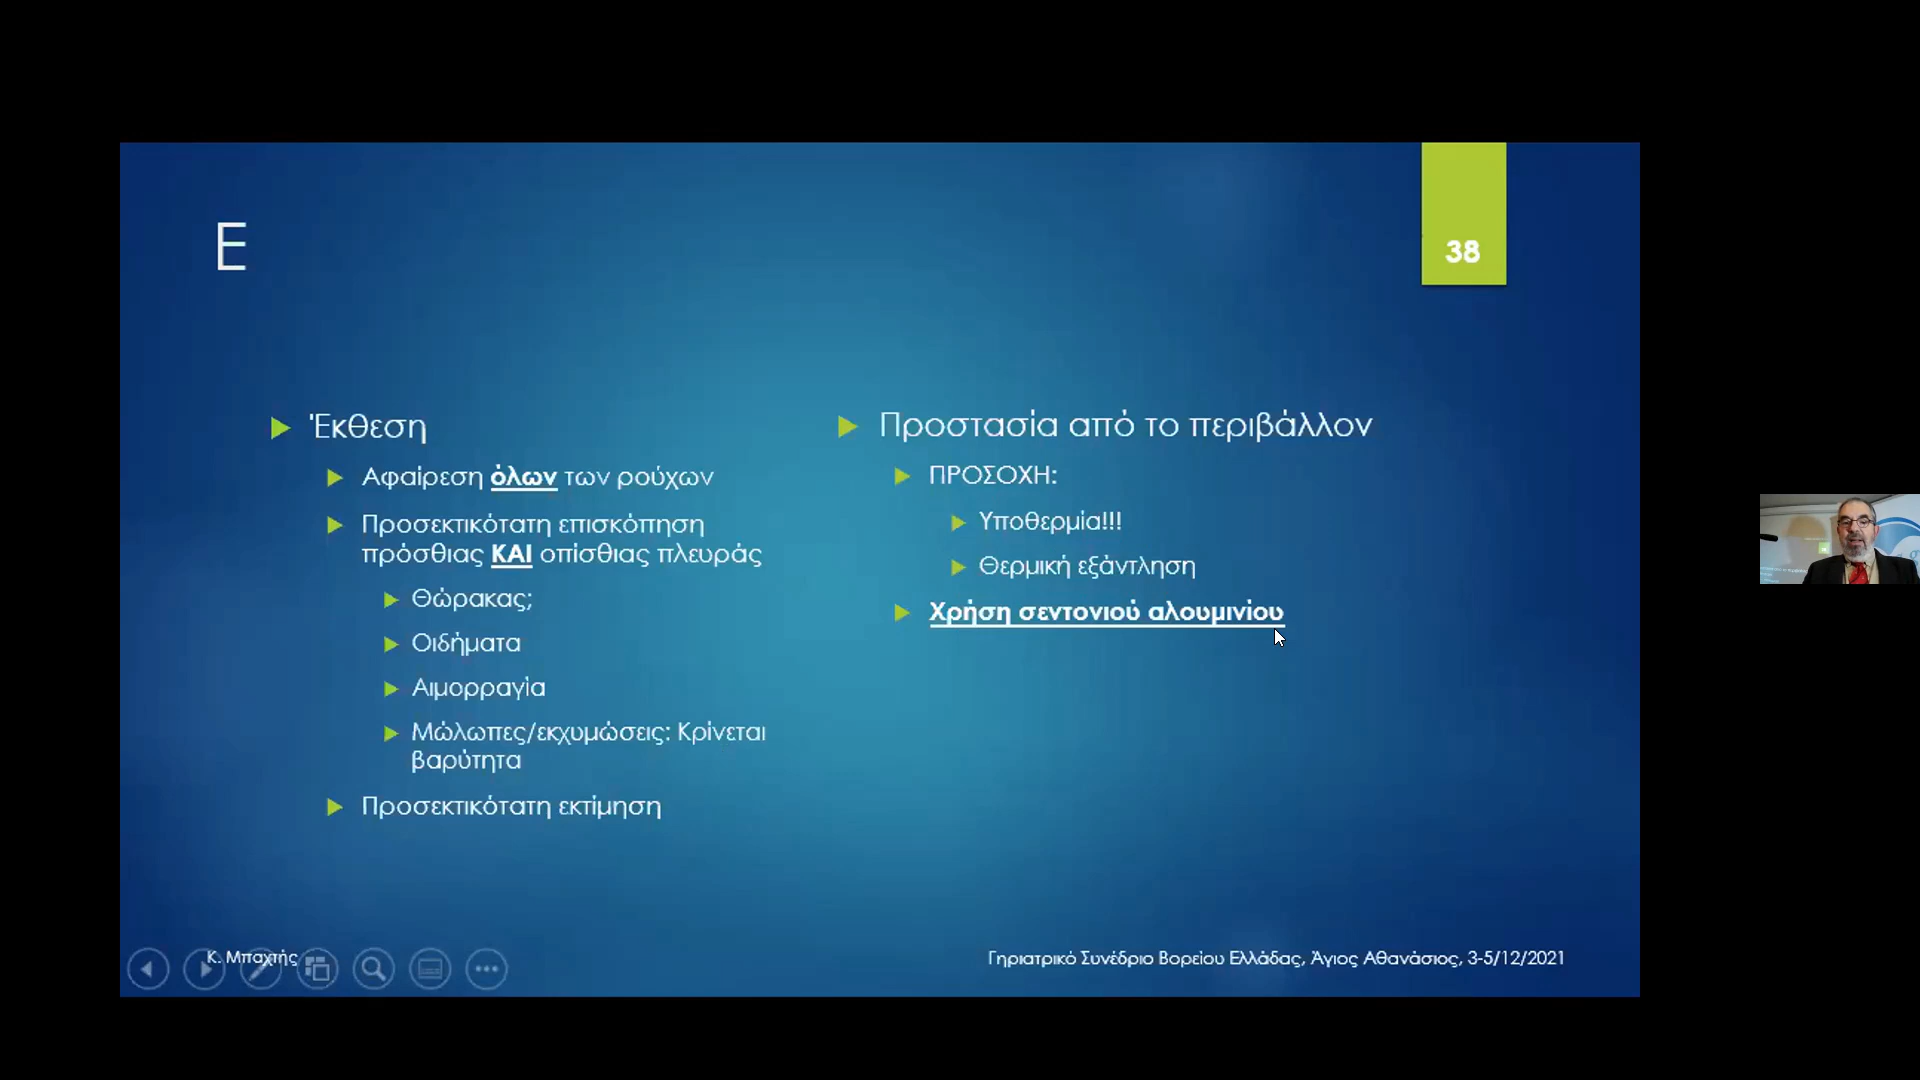 E
38
Έκθεση
Αφαίρεση όλων των ρούχων
Προσεκτικότατη επισκόπηση
πρόσθιας ΚΑΙ οπίσθιας πλευράς
Θώρακας;
Οιδήματα
Αιμορραγία
Μώλωπες/εκχυμώσεις: Κρίνεται
βαρύτητα
Προσεκτικότατη εκτίμηση
Προστασία από το περιβάλλον
ΠΡΟΣΟΧΗ:
Υποθερμία!!!
Θερμική εξάντληση
Χρήση σεντονιού αλουμινίου
Κ. Μπαχτής
Γηριατρικό Συνέδριο Βορείου Ελλάδας, Άγιος Αθανάσιος, 3-5/12/2021